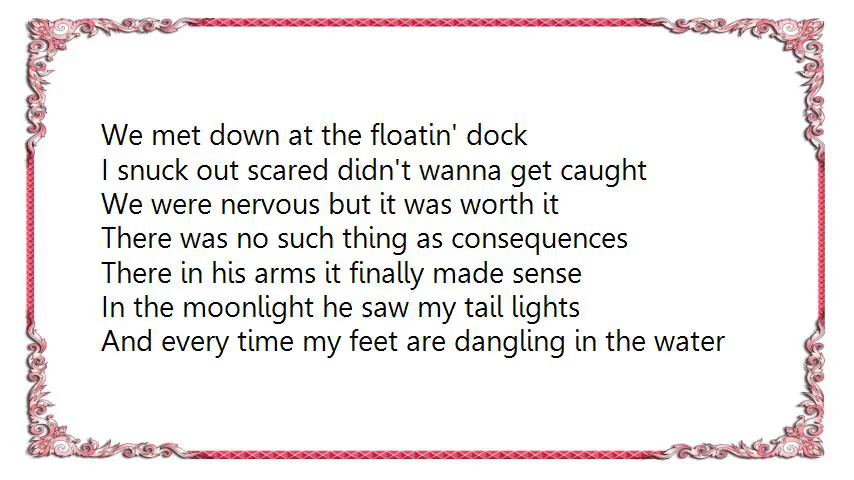 We met down at the floatin' dock
I snuck out scared didn't wanna get caught
We were nervous but it was worth it
There was no such thing as consequences
There in his arms it finally made sense
In the moonlight he saw my tail lights
And every time my feet are dangling in the water